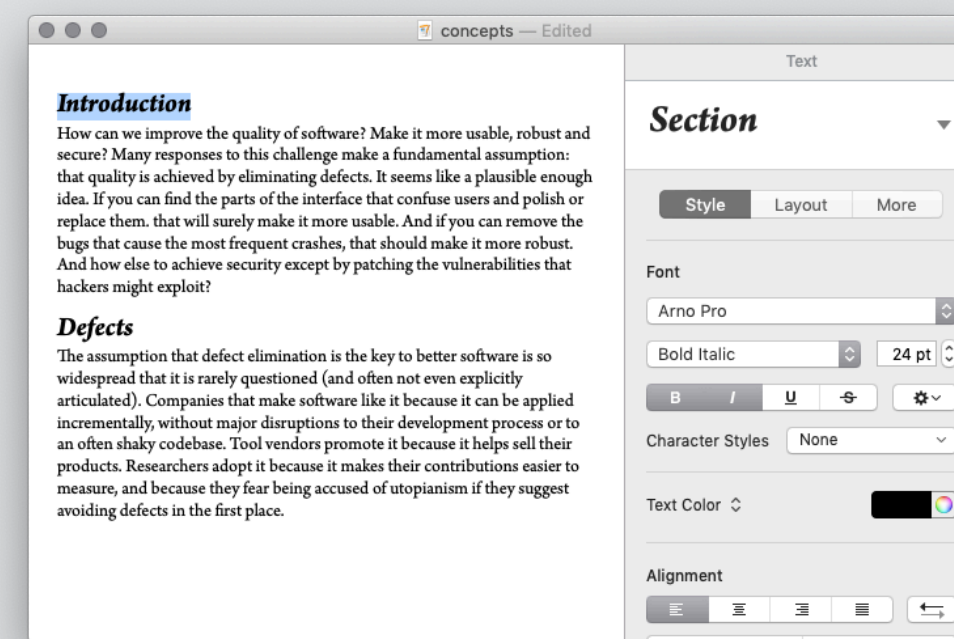 concepts — Edited
Introduction
How can we improve the quality of software? Make it more usable, robust and
secure? Many responses to this challenge make a fundamental assumption:
that quality is achieved by eliminating defects. It seems like a plausible enough
idea. If you can find the parts of the interface that confuse users and polish or
replace them. that will surely make it more usable. And if you can remove the
bugs that cause the most frequent crashes, that should make it more robust.
And how else to achieve security except by patching the vulnerabilities that
hackers might exploit?
Defects
The assumption that defect elimination is the key to better software is so
widespread that it is rarely questioned (and often not even explicitly
articulated). Companies that make software like it because it can be applied
incrementally, without major disruptions to their development process or to
an often shaky codebase. Tool vendors promote it because it helps sell their
products. Researchers adopt it because it makes their contributions easier to
measure, and because they fear being accused of utopianism if they suggest
avoiding defects in the first place.
Text
Section
Style Layout More
Font
Arno Pro
Bold Italic 24 pt
B I U S
Character Styles None
Text Color
Alignment